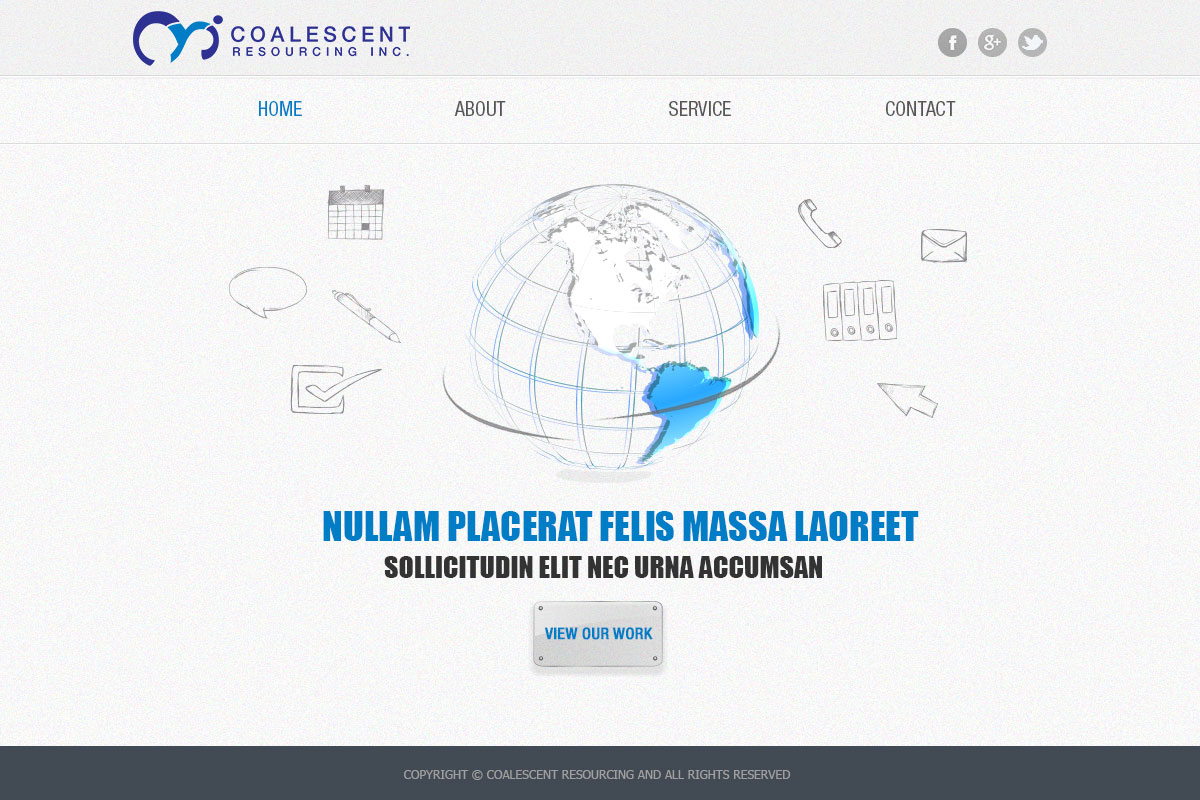 COALESCENT
RESOURCING INC.
f
g+
HOME
ABOUT
SERVICE
CONTACT
NULLAM PLACERAT FELIS MASSA LAOREET
SOLLICITUDIN ELIT NEC URNA ACCUMSAN
VIEW OUR WORK
COPYRIGHT © COALESCENT RESOURCING AND ALL RIGHTS RESERVED